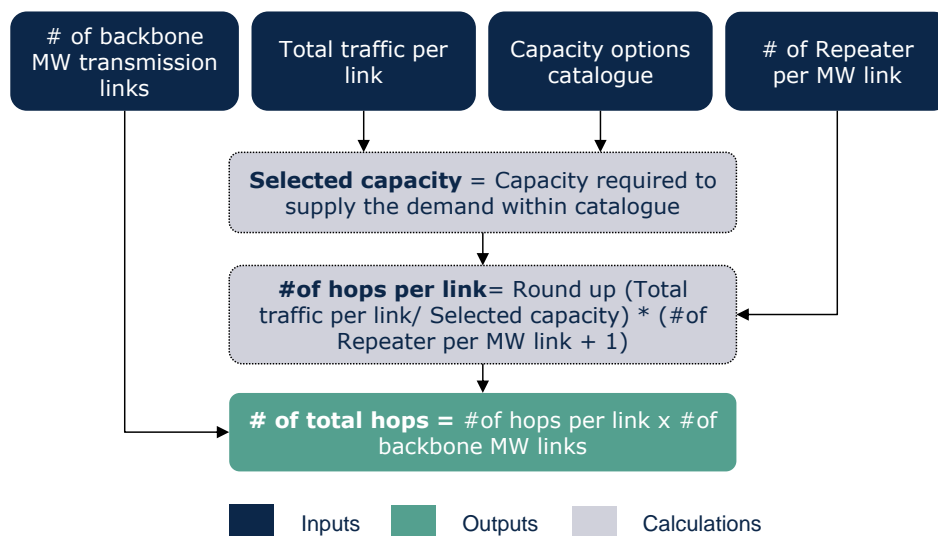 # of backbone
MW transmission
links
Total traffic per
link
Capacity options
catalogue
# of Repeater
per MW link
Selected capacity = Capacity required to
supply the demand within catalogue
#of hops per link= Round up (Total
traffic per link/ Selected capacity) * (#of
Repeater per MW link + 1)
# of total hops = #of hops per link x #of
backbone MW links
Inputs
Outputs
Calculations